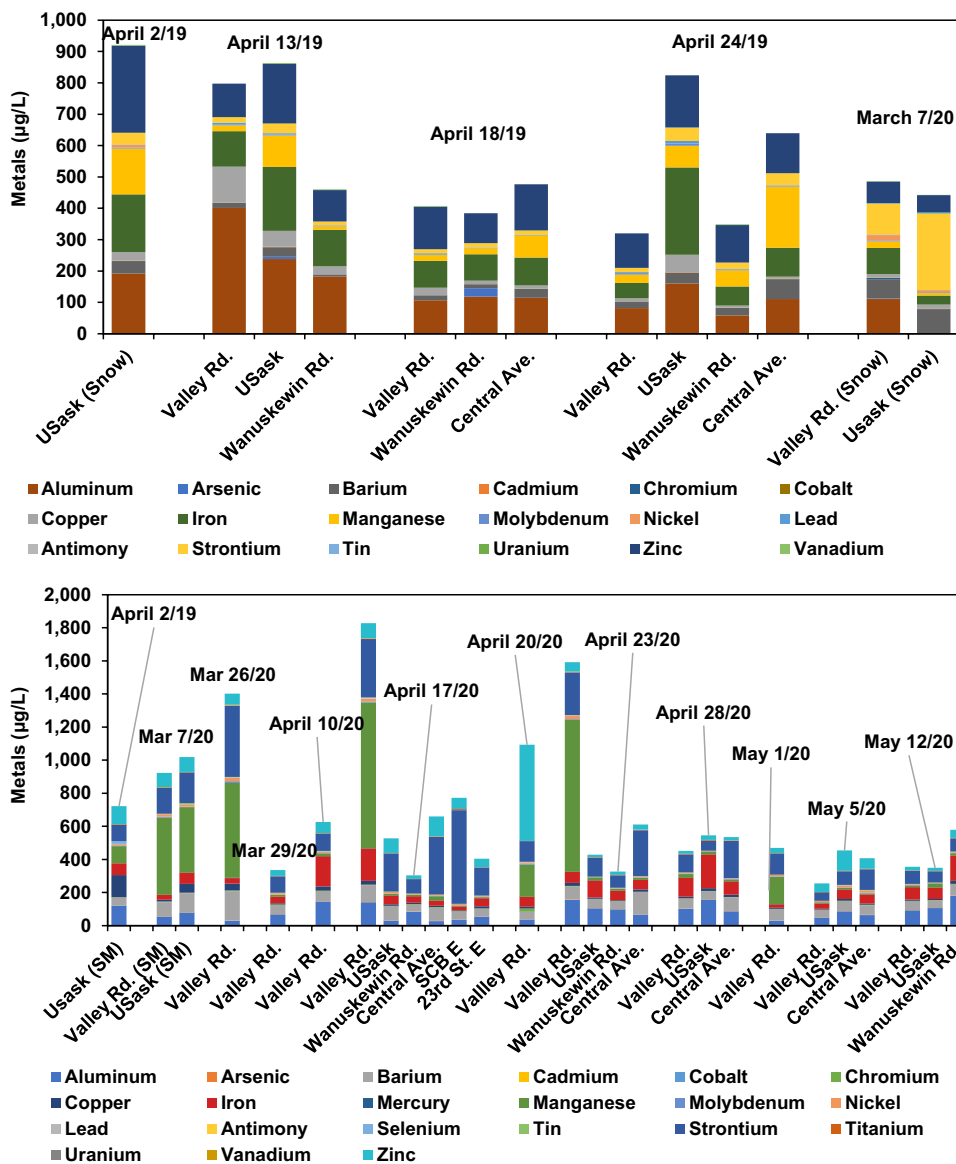 1,000
900
800
700
600
500
400
300
200
100
0
Metals (µg/L)
April 2/19
April 13/19
April 18/19
April 24/19
March 7/20
USask (Snow)
Valley Rd.
USask
Wanuskewin Rd.
Valley Rd.
Wanuskewin Rd.
Central Ave.
Valley Rd.
USask
Wanuskewin Rd.
Central Ave.
Valley Rd. (Snow)
Usask (Snow)
Aluminum Arsenic Barium Cadmium Chromium Cobalt
Copper Iron Manganese Molybdenum Nickel Lead
Antimony Strontium Tin Uranium Zinc Vanadium
2,000
1,800
1,600
1,400
1,200
1,000
800
600
400
200
0
Metals (µg/L)
April 2/19
Mar 7/20
Mar 26/20
Mar 29/20
April 10/20
April 17/20
April 20/20
April 23/20
April 28/20
May 1/20
May 5/20
May 12/20
Usask (SM)
Valley Rd. (SM)
USask (SM)
Valley Rd.
Valley Rd.
Valley Rd.
Valley Rd.
USask
Wanuskewin Rd.
Central Ave.
SCB E
23rd St. E
Vallley Rd.
Valley Rd.
USask
Wanuskewin Rd.
Central Ave.
Valley Rd.
USask
Central Ave.
Valley Rd.
Valley Rd.
USask
Central Ave.
Valley Rd.
USask
Wanuskewin Rd.
Aluminum Arsenic Barium Cadmium Cobalt Chromium
Copper Iron Mercury Manganese Molybdenum Nickel
Lead Antimony Selenium Tin Strontium Titanium
Uranium Vanadium Zinc